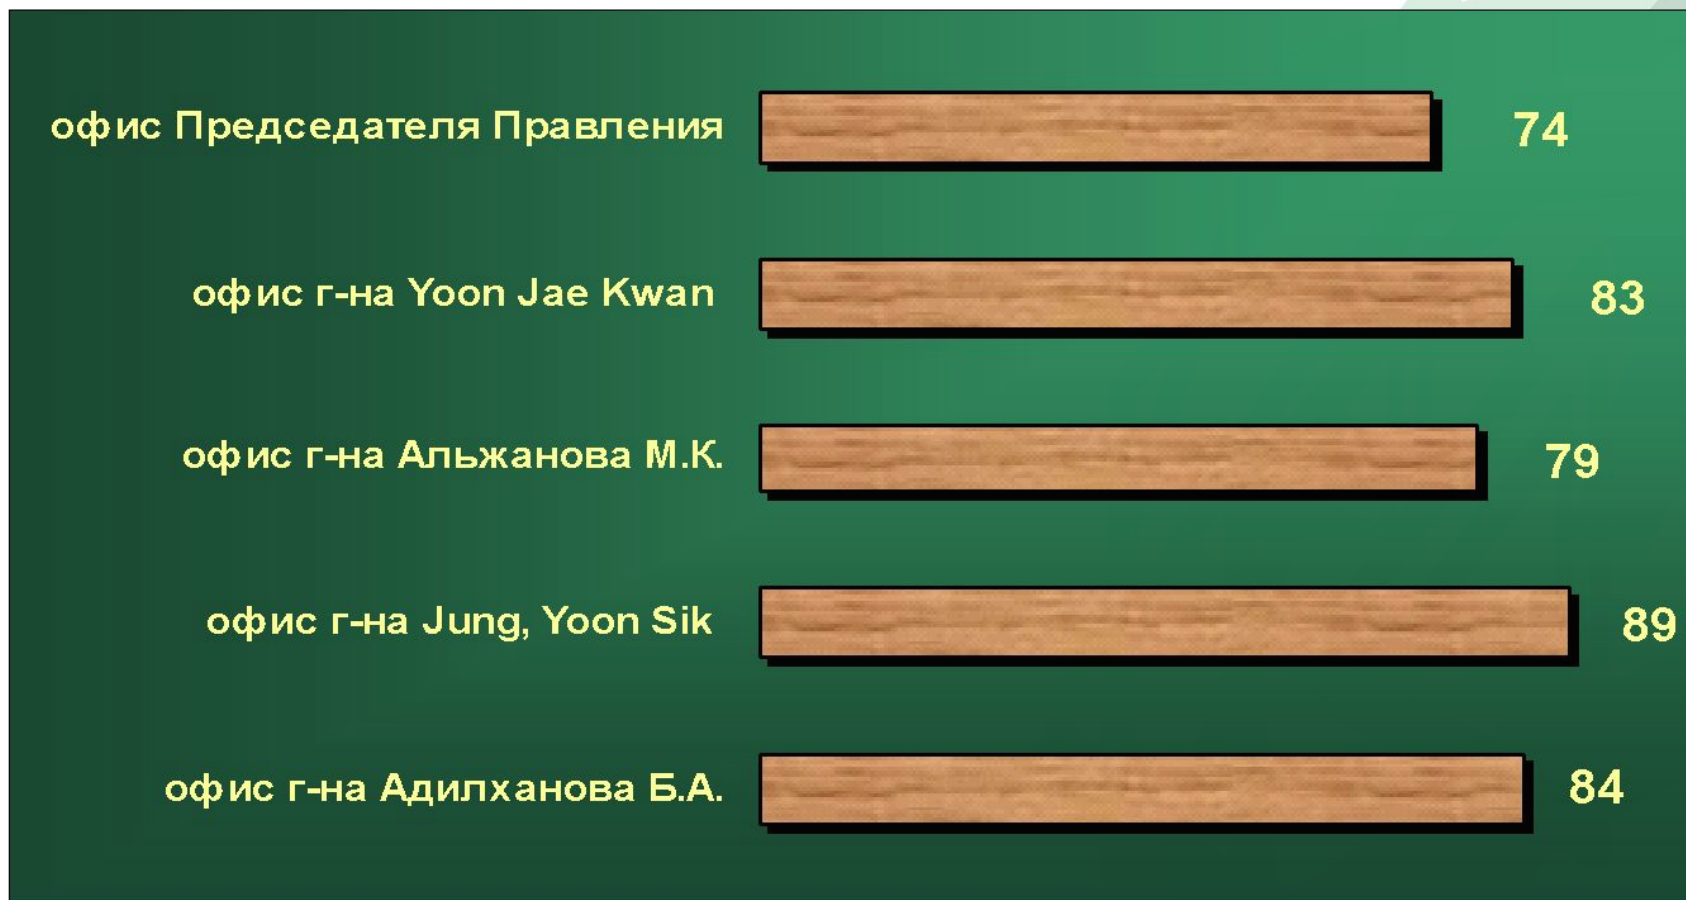 офис Председателя Правления 74
офис г-на Yoon Jae Kwan 83
офис г-на Альжанова М.К. 79
офис г-на Jung, Yoon Sik 89
офис г-на Адилханова Б.А. 84